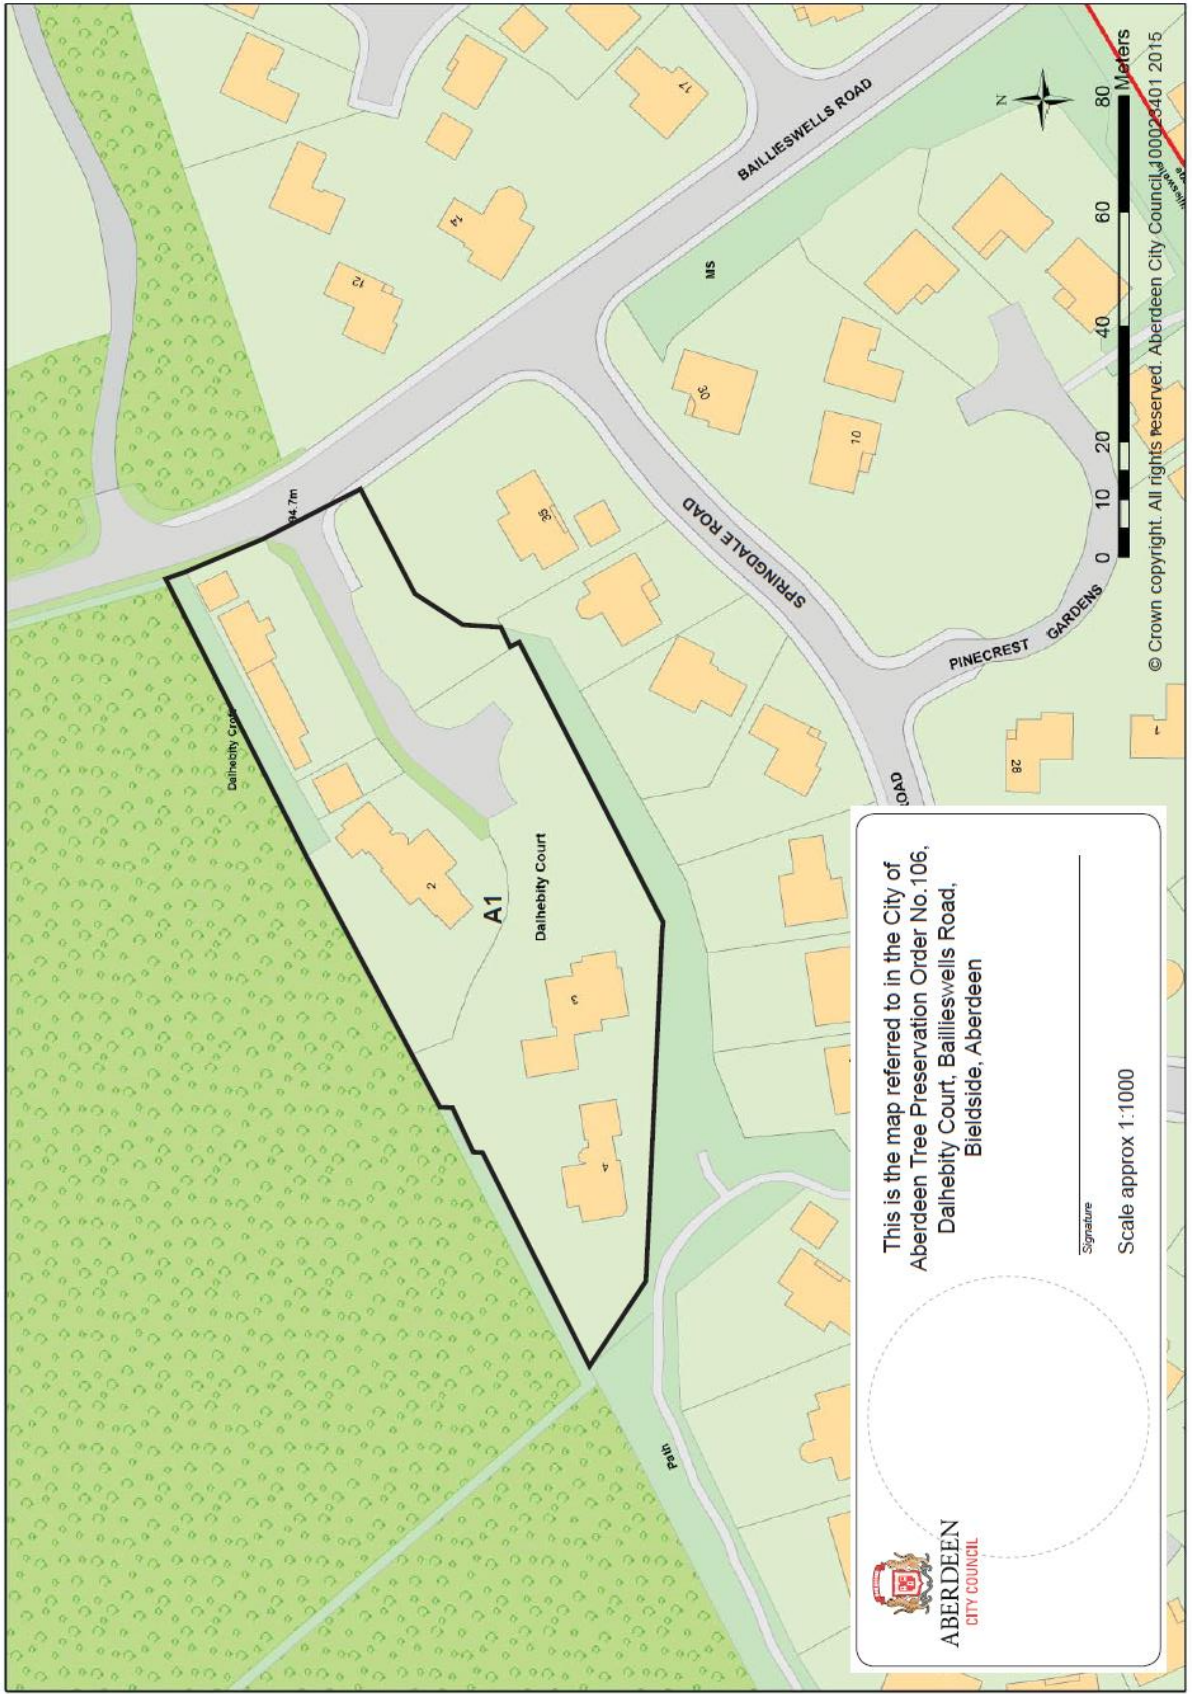 BAILLIESWELLS ROAD
17
14
12
MS
30
10
94.7m
35
SPRINGDALE ROAD
PINECREST GARDENS
28
1
ROAD
Dalhebity Croft
2
A1
Dalhebity Court
3
4
Path
N
0 10 20 40 60 80
Meters
© Crown copyright. All rights reserved. Aberdeen City Council 100023401 2015
This is the map referred to in the City of
Aberdeen Tree Preservation Order No.106,
Dalhebity Court, Baillieswells Road,
Bieldside, Aberdeen
Signature
Scale approx 1:1000
ABERDEEN
CITY COUNCIL